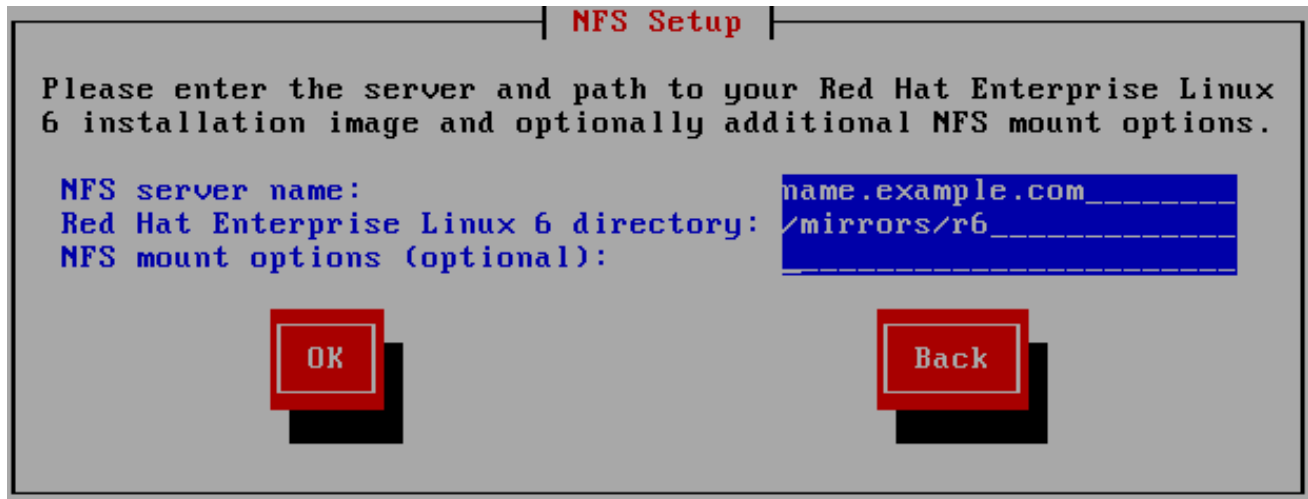 NFS Setup
Please enter the server and path to your Red Hat Enterprise Linux
6 installation image and optionally additional NFS mount options.
NFS server name: name.example.com________
Red Hat Enterprise Linux 6 directory: /mirrors/r6_____________
NFS mount options (optional): ________________________
OK Back